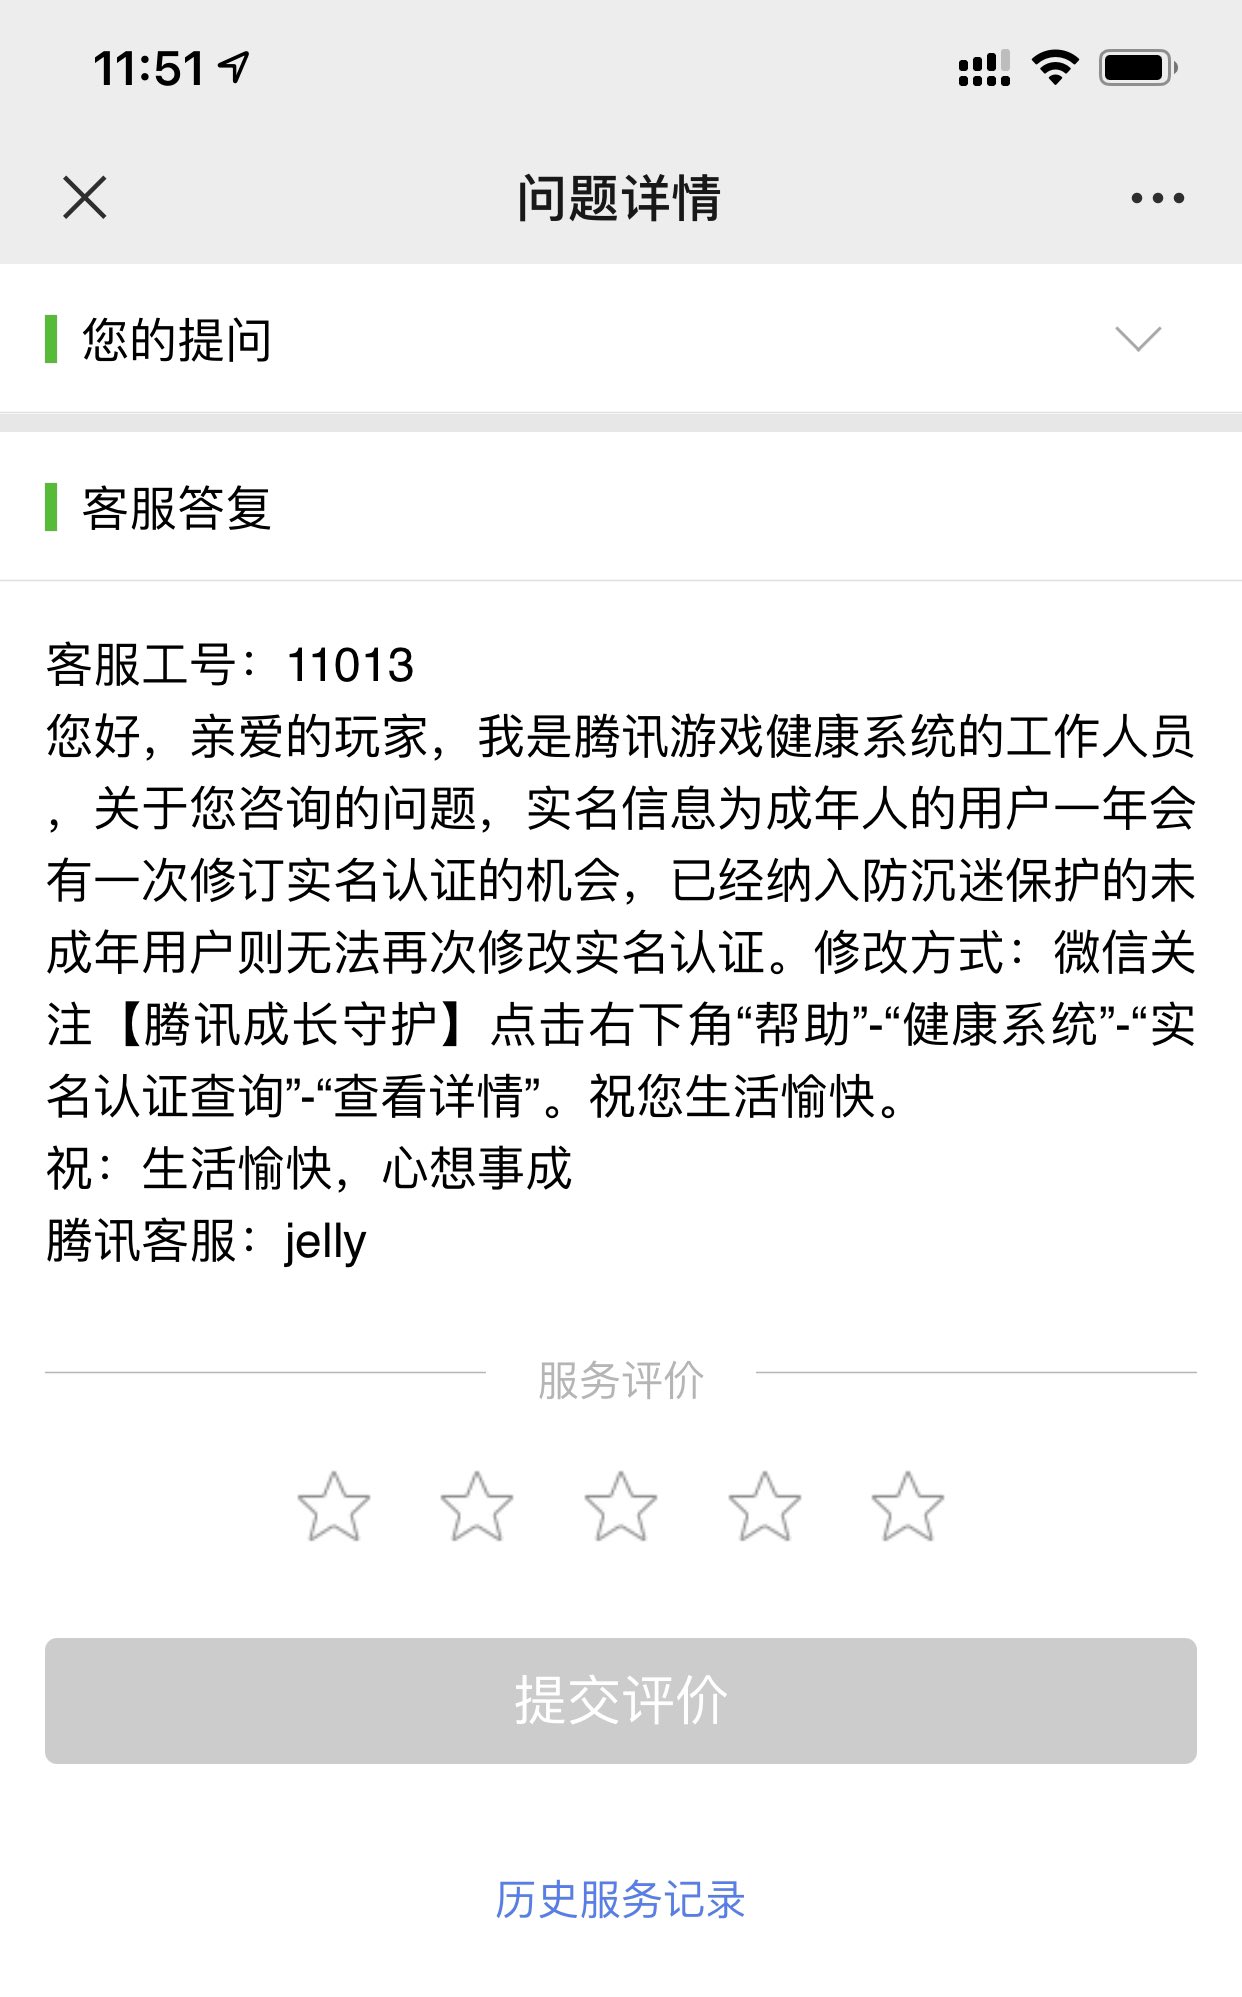 11:51
问题详情
您的提问
客服答复
客服工号：11013
您好，亲爱的玩家，我是腾讯游戏健康系统的工作人员
，关于您咨询的问题，实名信息为成年人的用户一年会
有一次修订实名认证的机会，已经纳入防沉迷保护的未
成年用户则无法再次修改实名认证。修改方式：微信关
注【腾讯成长守护】点击右下角“帮助”-“健康系统”-“实
名认证查询”-“查看详情”。祝您生活愉快。
祝：生活愉快，心想事成
腾讯客服：jelly
服务评价
提交评价
历史服务记录